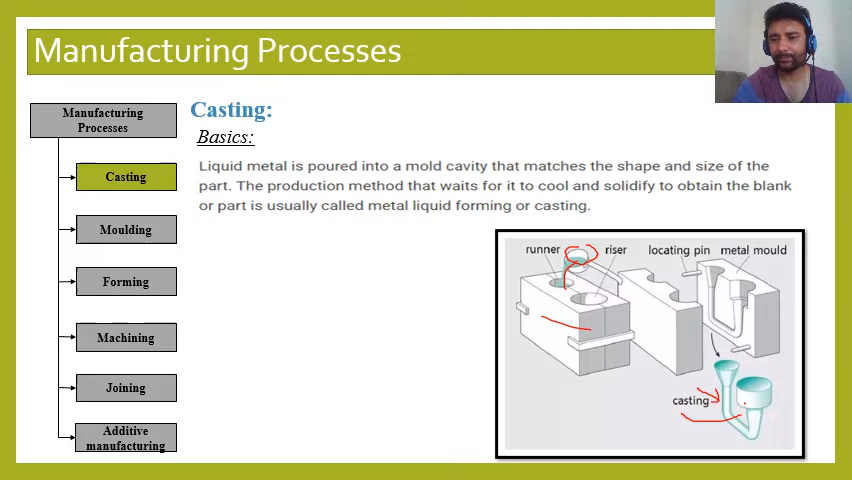 Manufacturing Processes
Manufacturing
Processes
Casting
Moulding
Forming
Machining
Joining
Additive
manufacturing
Casting:
Basics:
Liquid metal is poured into a mold cavity that matches the shape and size of the
part. The production method that waits for it to cool and solidify to obtain the blank
or part is usually called metal liquid forming or casting.
runner
riser
locating pin
metal mould
casting